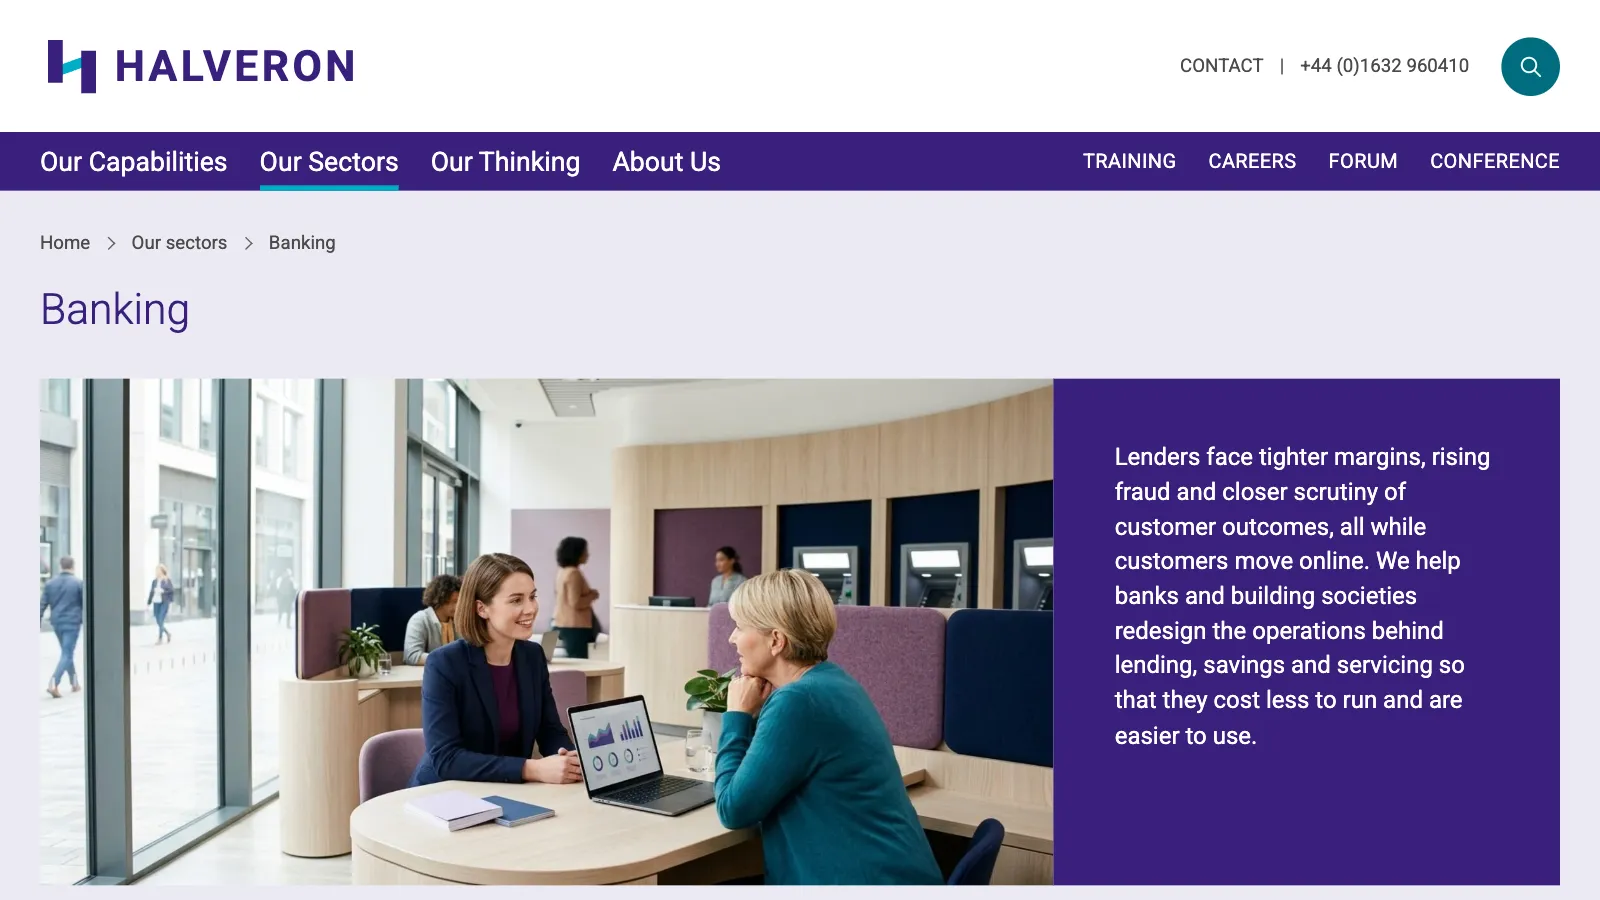 HALVERON
CONTACT | +44 (0)1632 960410
Our Capabilities Our Sectors Our Thinking About Us
TRAINING CAREERS FORUM CONFERENCE
Home > Our sectors > Banking
Banking
Lenders face tighter margins, rising
fraud and closer scrutiny of
customer outcomes, all while
customers move online. We help
banks and building societies
redesign the operations behind
lending, savings and servicing so
that they cost less to run and are
easier to use.